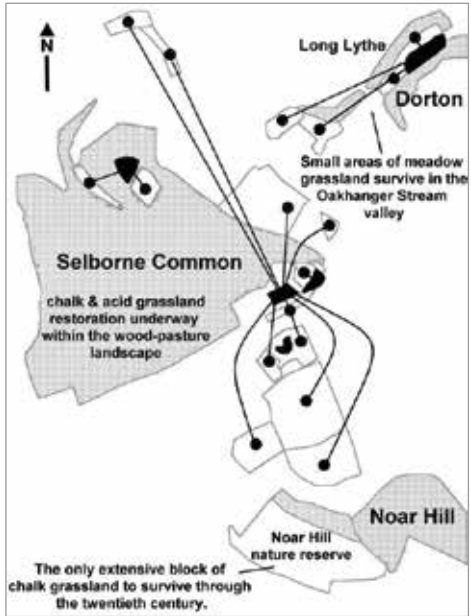 N
Long Lythe
Dorton
Small areas of meadow
grassland survive in the
Oakhanger Stream
valley
Selborne Common
chalk & acid grassland
restoration underway
within the wood-pasture
landscape
Noar Hill
Noar Hill
nature reserve
The only extensive block of
chalk grassland to survive through
the twentieth century.